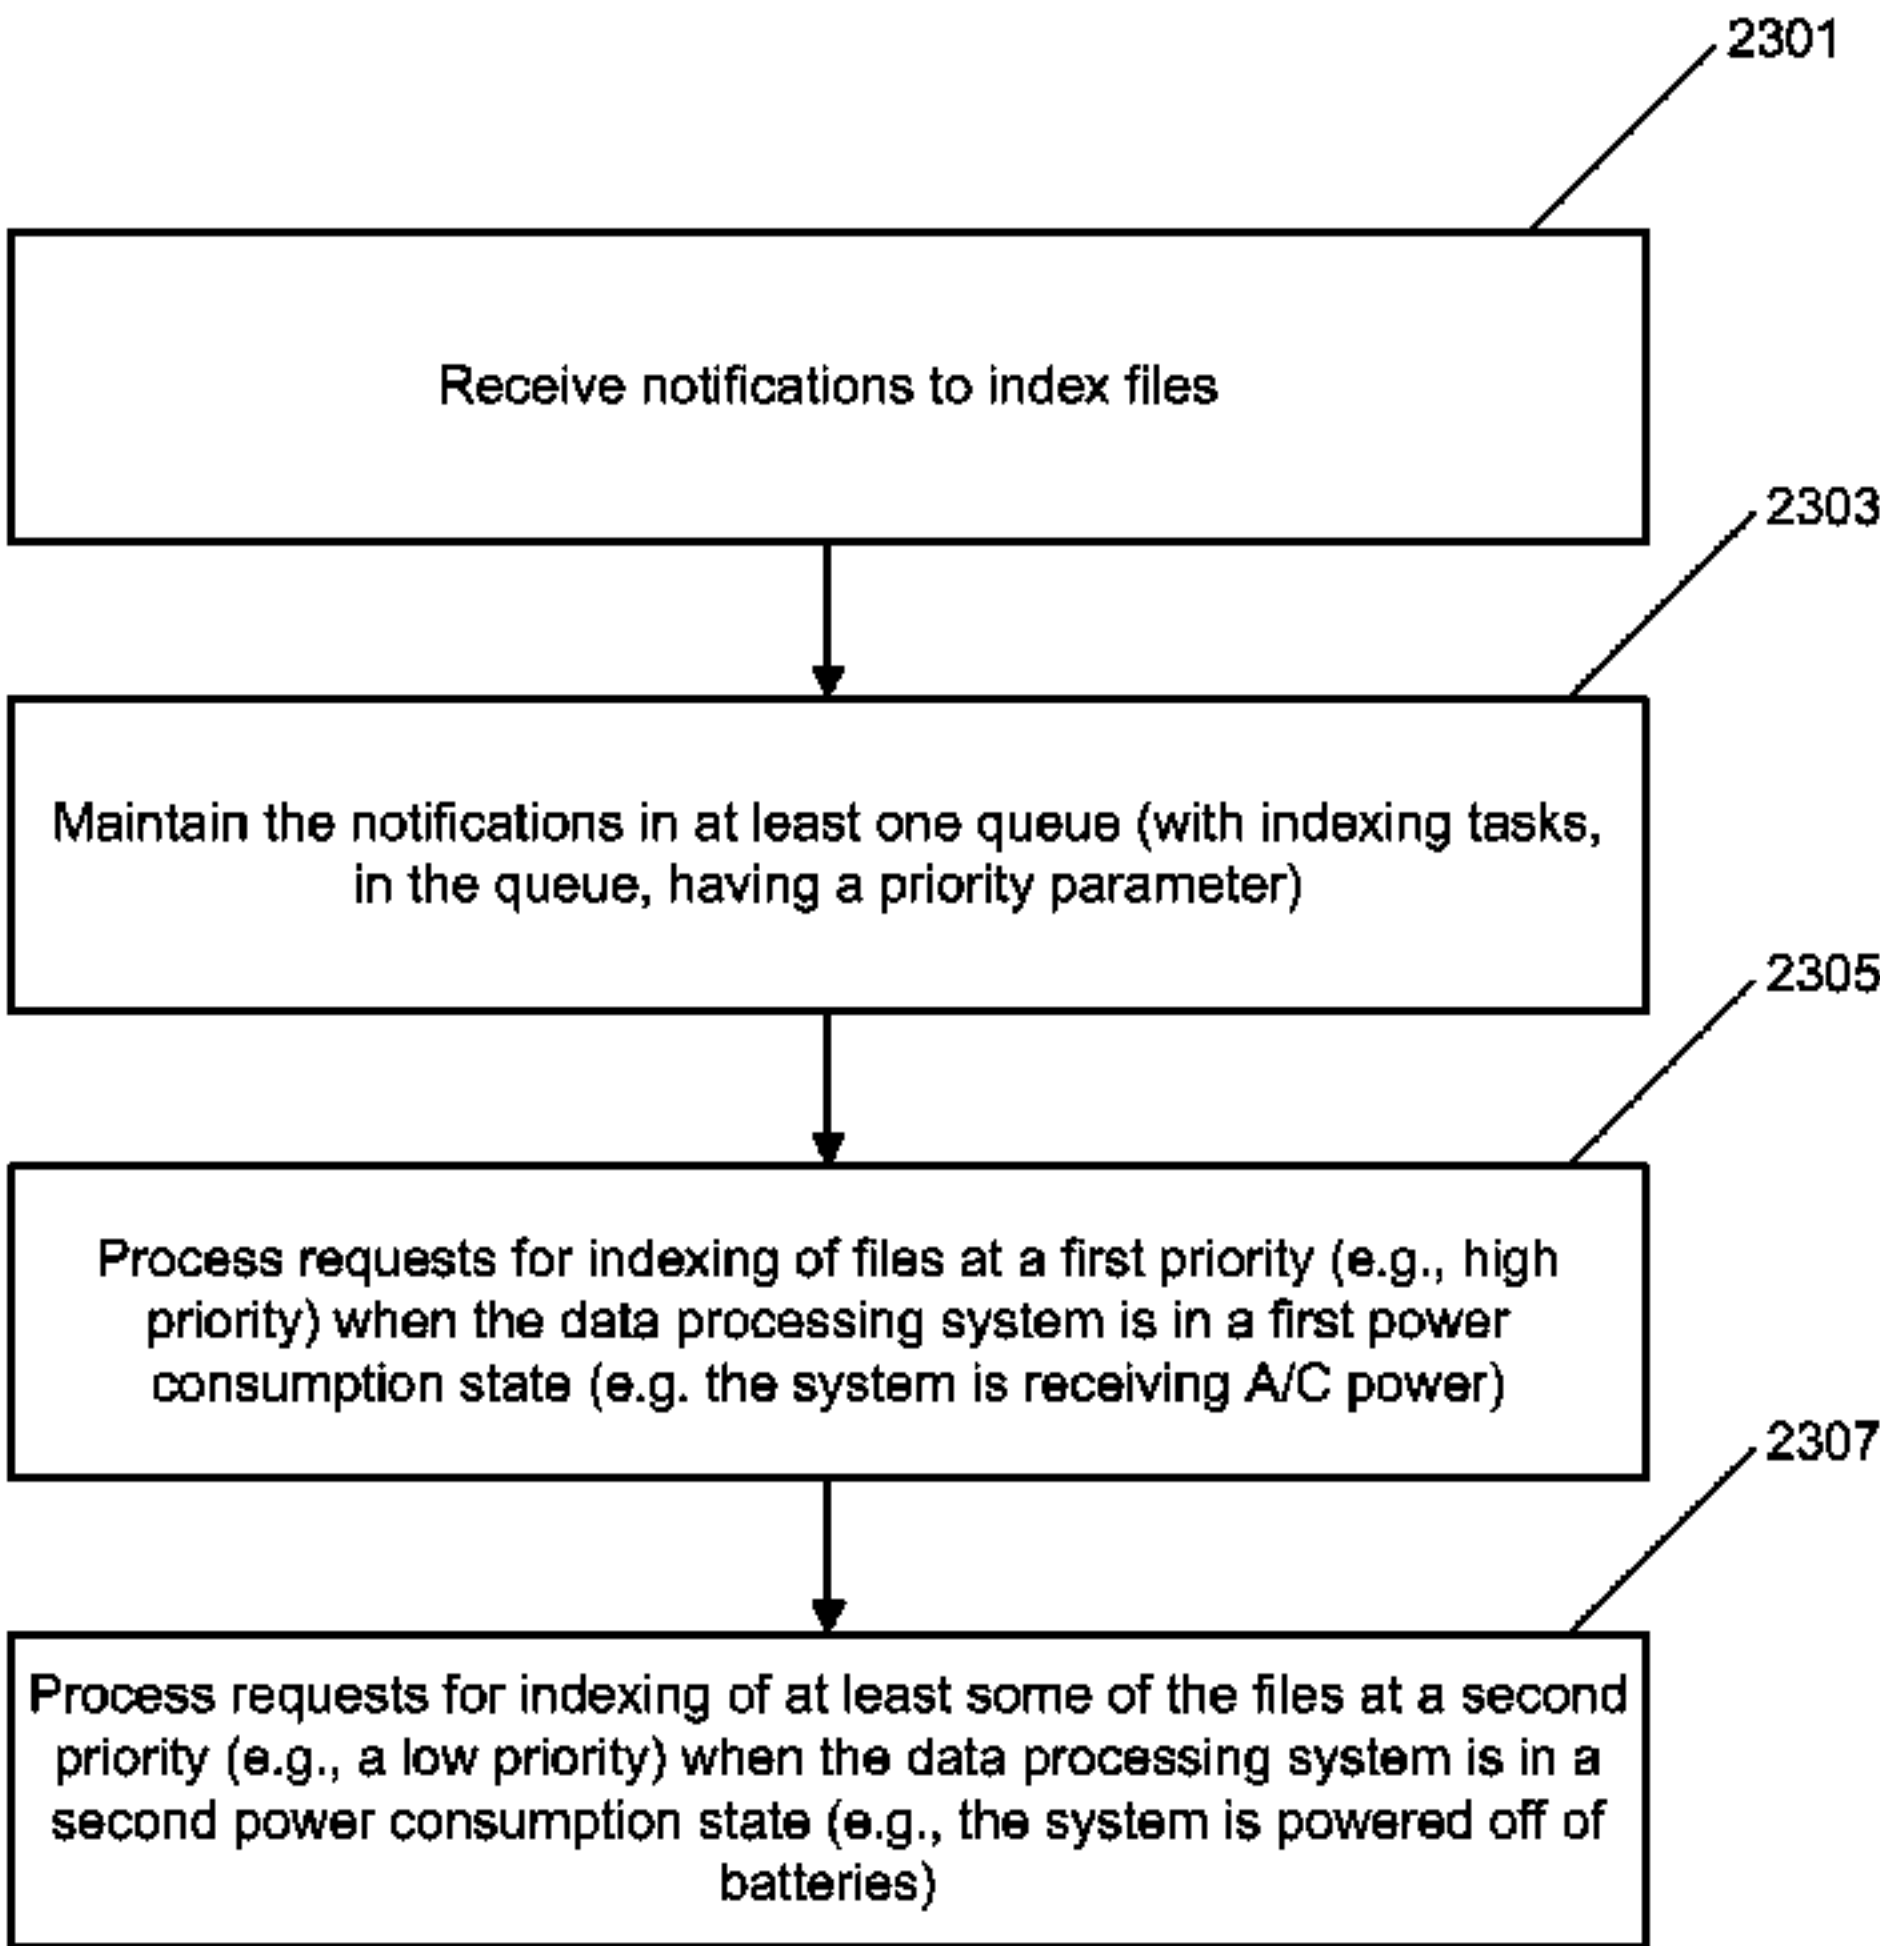 2301
Receive notifications to index files
2303
Maintain the notifications in at least one queue (with indexing tasks,
in the queue, having a priority parameter)
2305
Process requests for indexing of files at a first priority (e.g., high
priority) when the data processing system is in a first power
consumption state (e.g. the system is receiving A/C power)
2307
Process requests for indexing of at least some of the files at a second
priority (e.g., a low priority) when the data processing system is in a
second power consumption state (e.g., the system is powered off of
batteries)